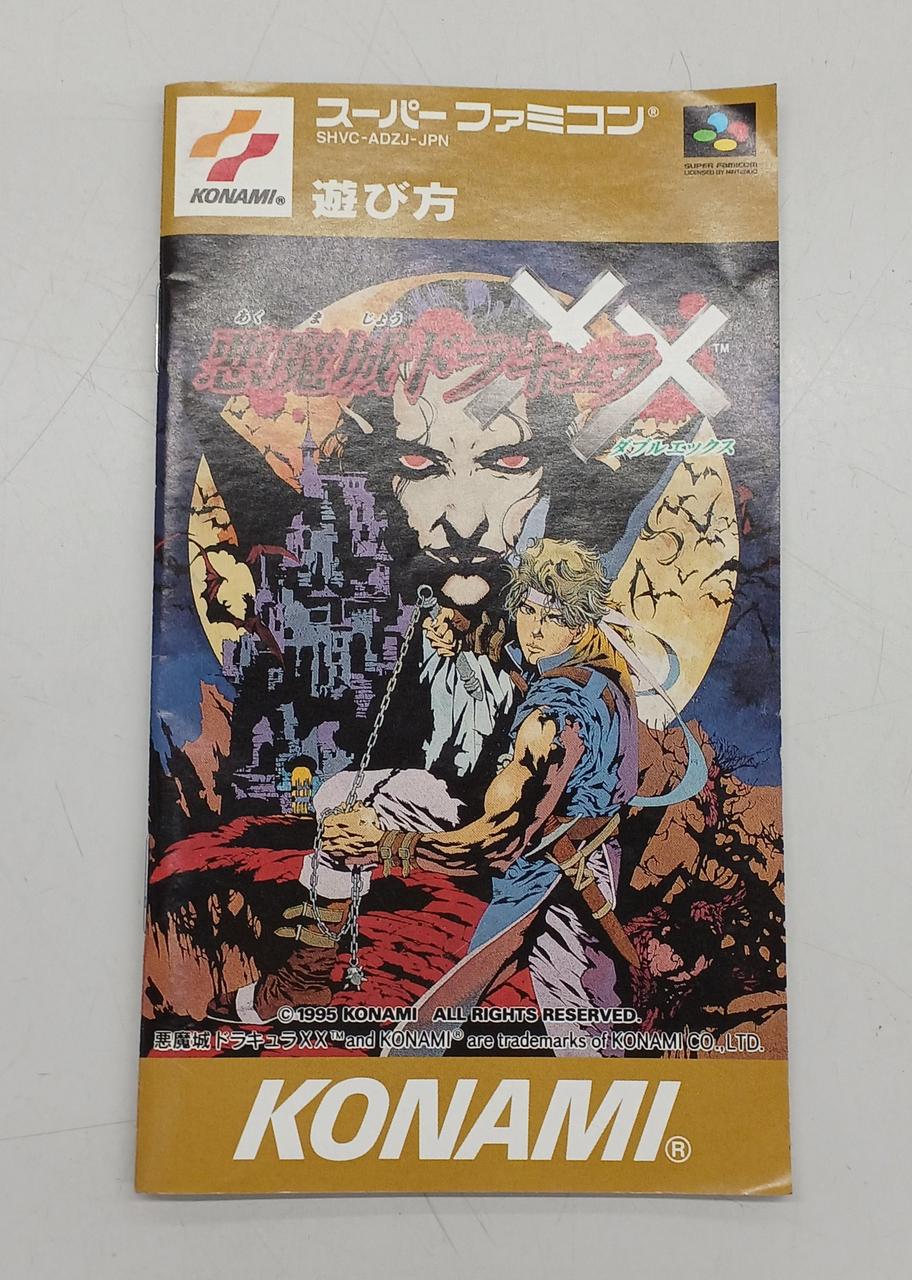 KONAMI®
スーパーファミコン®
SHVC-ADZJ-JPN
遊び方
SUPER FAMICOM
LICENSED BY NINTENDO
あく ま じょう
悪魔城ドラキュラXX™
ダブルエックス
© 1995 KONAMI ALL RIGHTS RESERVED.
悪魔城ドラキュラXX™ and KONAMI® are trademarks of KONAMI CO.,LTD.
KONAMI®